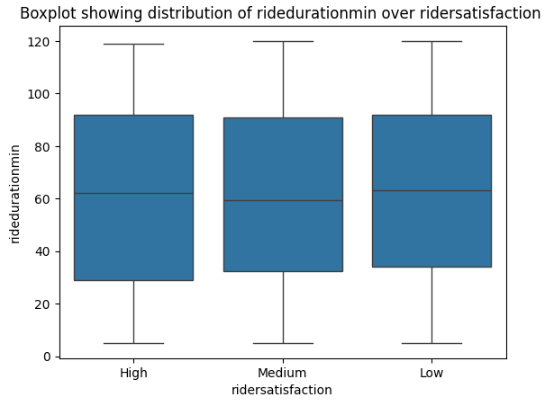 Boxplot showing distribution of ridedurationmin over ridersatisfaction
120
100
80
60
40
20
0
ridedurationmin
High Medium Low
ridersatisfaction